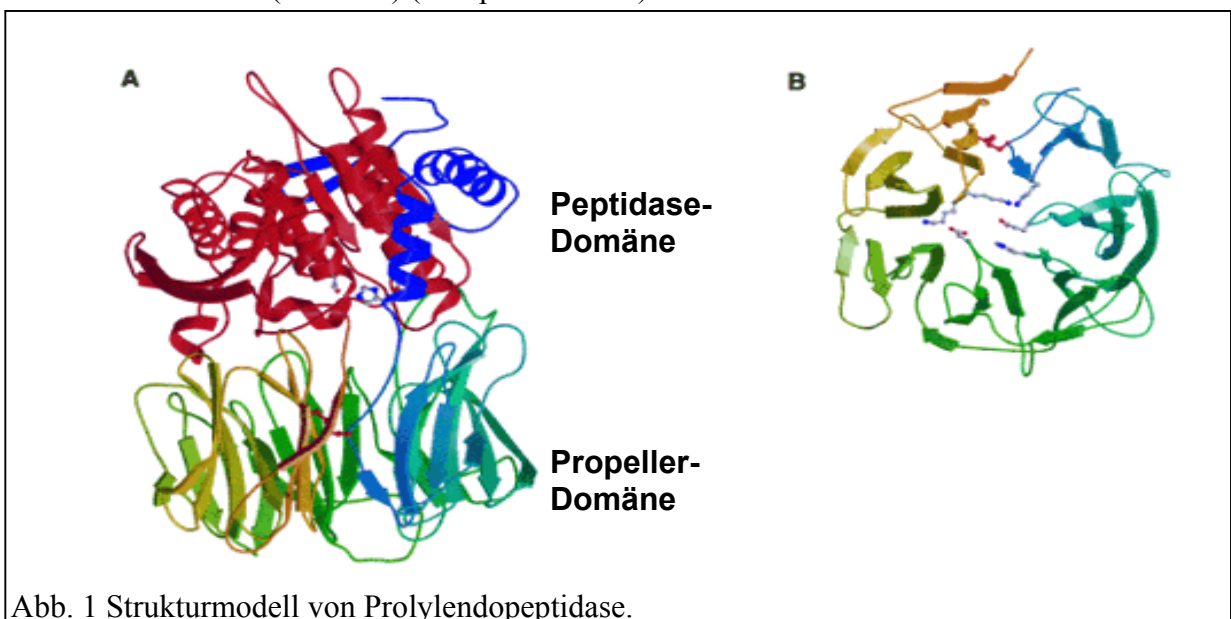 A
B
Peptidase-
Domäne
Propeller-
Domäne
Abb. 1 Strukturmodell von Prolylendopeptidase.